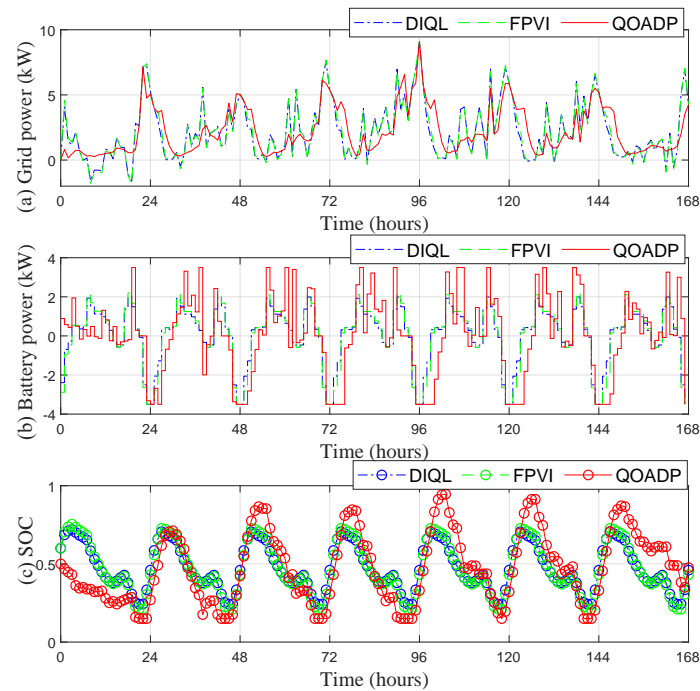 DIQL FPVI QOADP
10
5
0
(a) Grid power (kW)
0 24 48 72 96 120 144 168
Time (hours)
DIQL FPVI QOADP
4
2
0
-2
-4
(b) Battery power (kW)
0 24 48 72 96 120 144 168
Time (hours)
DIQL FPVI QOADP
1
0.5
0
(c) SOC
0 24 48 72 96 120 144 168
Time (hours)